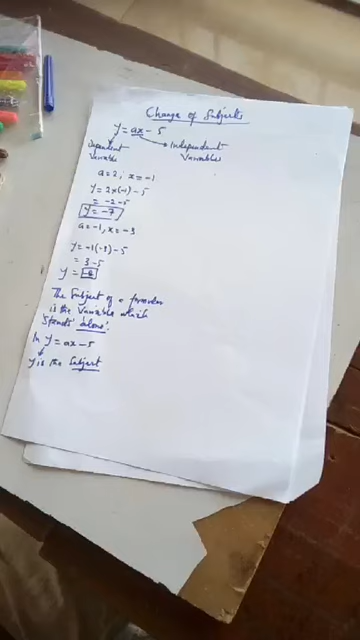 Change of Subjects
y = ax - 5
Dependent Variable
Independent Variables
a = 2, x = -1
y = 2x(-1) - 5
= -2 - 5
y = -7
a = -1, x = -3
y = -1(-3) - 5
= 3 - 5
y =
The Subject of a formular
is the Variable which
'Stands' 'alone'.
In y = ax - 5
y is the Subject